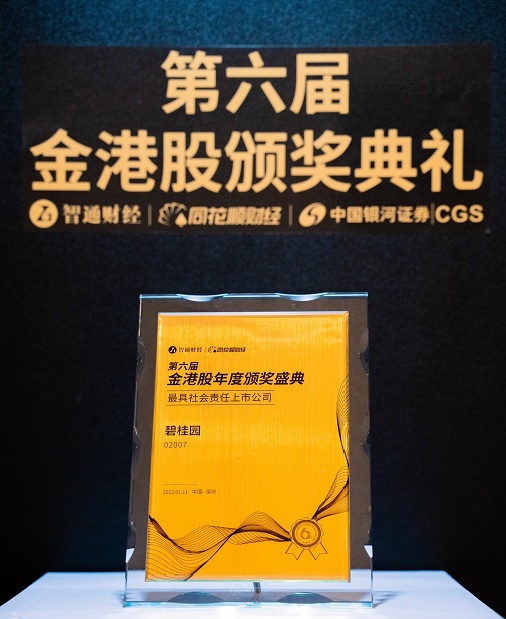 第六届
金港股颁奖典礼
智通财经 | 同花顺财经 | 中国银河证券 | CGS
智通财经 | 同花顺财经
第六届
金港股年度颁奖盛典
最具社会责任上市公司
碧桂园
02007
2022.01.11 中国·深圳
6